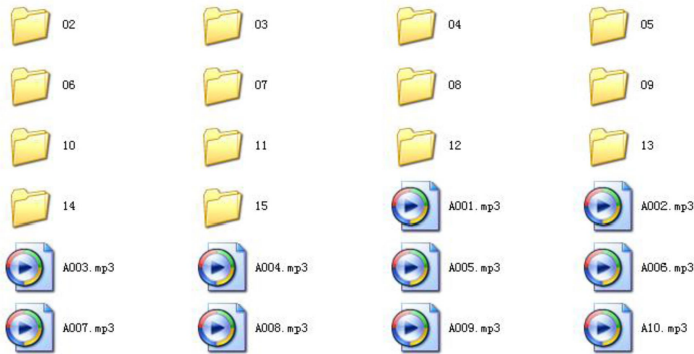 02 03 04 05
06 07 08 09
10 11 12 13
14 15 A001.mp3 A002.mp3
A003.mp3 A004.mp3 A005.mp3 A006.mp3
A007.mp3 A008.mp3 A009.mp3 A10.mp3